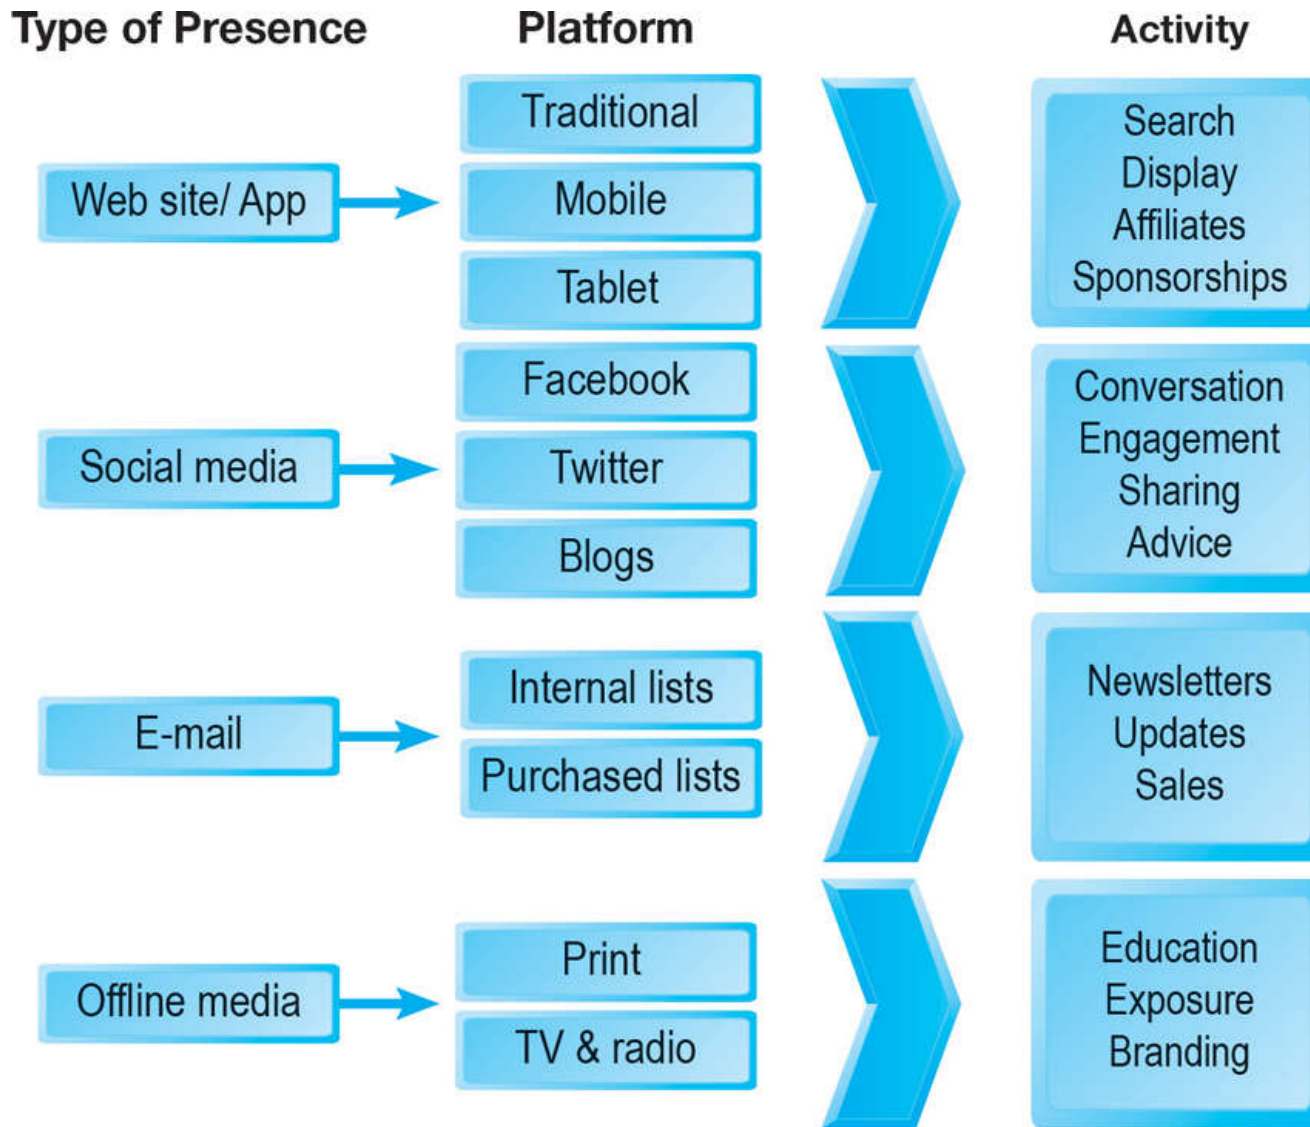 Type of Presence
Platform
Activity
Web site/ App
Traditional
Mobile
Tablet
Search
Display
Affiliates
Sponsorships
Social media
Facebook
Twitter
Blogs
Conversation
Engagement
Sharing
Advice
E-mail
Internal lists
Purchased lists
Newsletters
Updates
Sales
Offline media
Print
TV & radio
Education
Exposure
Branding